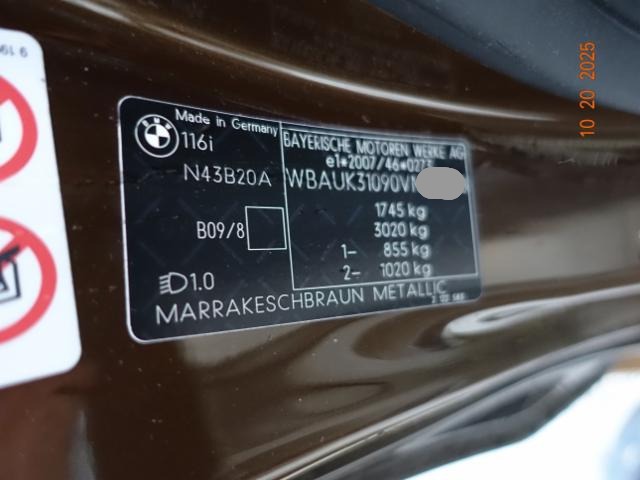 10 20 2025
BMW
Made in Germany
116i
N43B20A
B09/8
1.0
BAYERISCHE MOTOREN WERKE AG
e1*2007/46*0273
WBAUK31090V
1745 kg
3020 kg
1- 855 kg
2- 1020 kg
MARRAKESCHBRAUN METALLIC